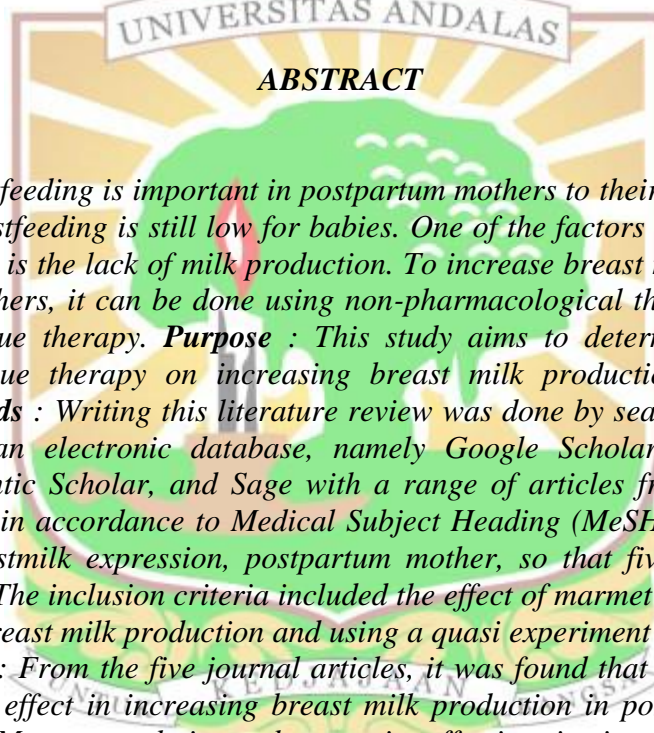 UNIVERSITAS ANDALAS
ABSTRACT
feeding is important in postpartum mothers to their
stfeeding is still low for babies. One of the factors
is the lack of milk production. To increase breast
hers, it can be done using non-pharmacological th
ue therapy. Purpose : This study aims to determ
ue therapy on increasing breast milk productio
ds : Writing this literature review was done by sea
an electronic database, namely Google Scholar
ntic Scholar, and Sage with a range of articles fr
in accordance to Medical Subject Heading (MeSH
stmilk expression, postpartum mother, so that fiv
The inclusion criteria included the effect of marmet
reast milk production and using a quasi experiment
: From the five journal articles, it was found that
effect in increasing breast milk production in po
UNTUK KEDJAJAAN BANGSA